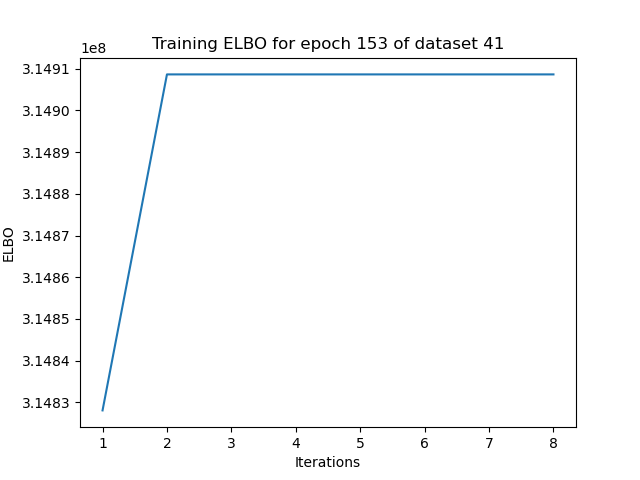 Training ELBO for epoch 153 of dataset 41
1e8
3.1491
3.1490
3.1489
3.1488
3.1487
3.1486
3.1485
3.1484
3.1483
ELBO
1 2 3 4 5 6 7 8
Iterations